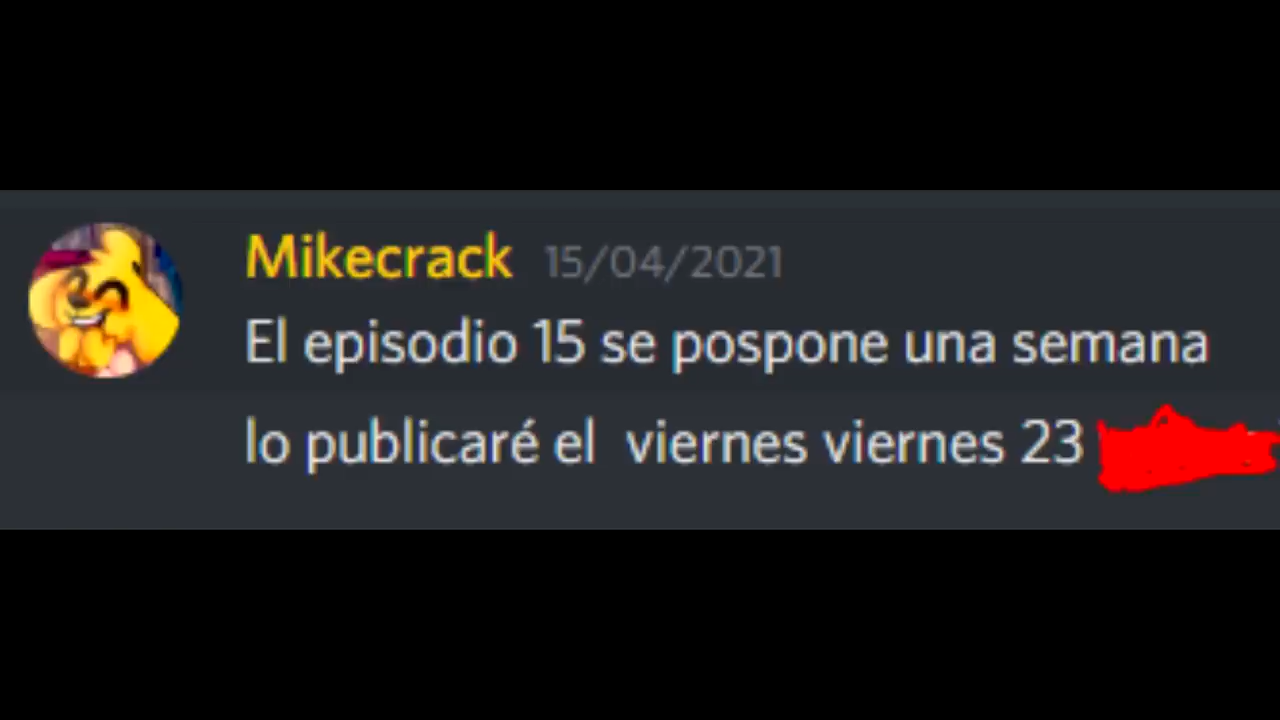 Mikecrack 15/04/2021
El episodio 15 se pospone una semana
lo publicaré el viernes viernes 23